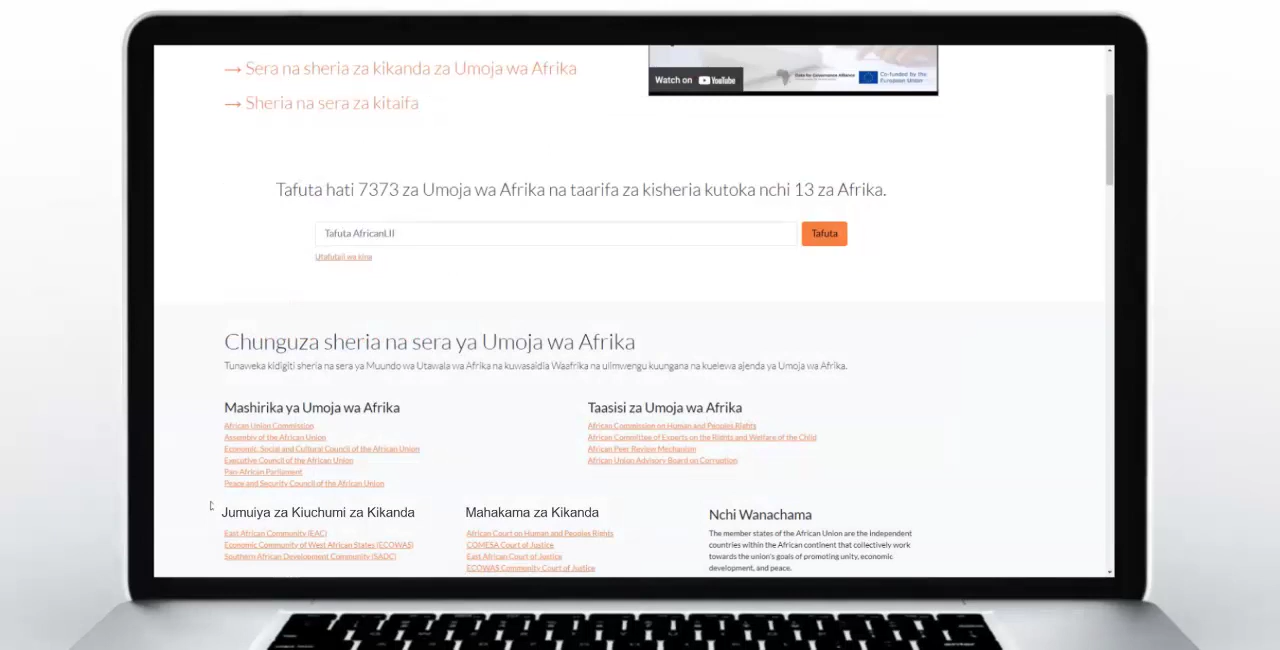 → Sera na sheria za kikanda za Umoja wa Afrika
→ Sheria na sera za kitaifa
Watch on YouTube
Data for Governance Alliance
Co-funded by the
European Union
Tafuta hati 7373 za Umoja wa Afrika na taarifa za kisheria kutoka nchi 13 za Afrika.
Tafuta AfricanLII
Tafuta
Utafutaji wa kina
Chunguza sheria na sera ya Umoja wa Afrika
Tunaweka kidigiti sheria na sera ya Muundo wa Utawala wa Afrika na kuwasaidia Waafrika na ulimwengu kuungana na kuelewa ajenda ya Umoja wa Afrika.
Mashirika ya Umoja wa Afrika
African Union Commission
Assembly of the African Union
Economic, Social and Cultural Council of the African Union
Executive Council of the African Union
Pan African Parliament
Peace and Security Council of the African Union
Taasisi za Umoja wa Afrika
African Commission on Human and Peoples Rights
African Committee of Experts on the Rights and Welfare of the Child
African Peer Review Mechanism
African Union Advisory Board on Corruption
Jumuiya za Kiuchumi za Kikanda
East African Community (EAC)
Economic Community of West African States (ECOWAS)
Southern African Development Community (SADC)
Mahakama za Kikanda
African Court on Human and Peoples Rights
COMESA Court of Justice
East African Court of Justice
ECOWAS Community Court of Justice
Nchi Wanachama
The member states of the African Union are the independent
countries within the African continent that collectively work
towards the union's goals of promoting unity, economic
development, and peace.